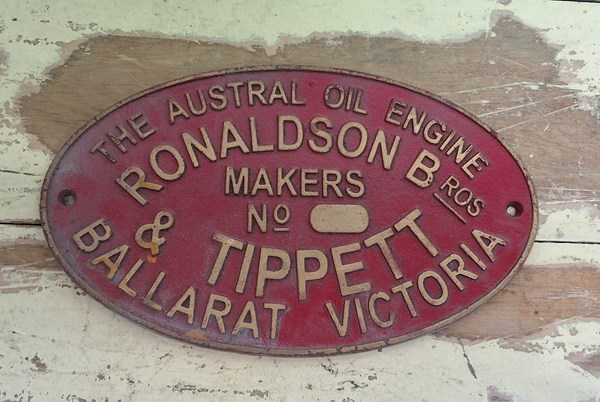 THE AUSTRAL OIL ENGINE
RONALDSON BROS
MAKERS
Nº
& TIPPETT
BALLARAT VICTORIA